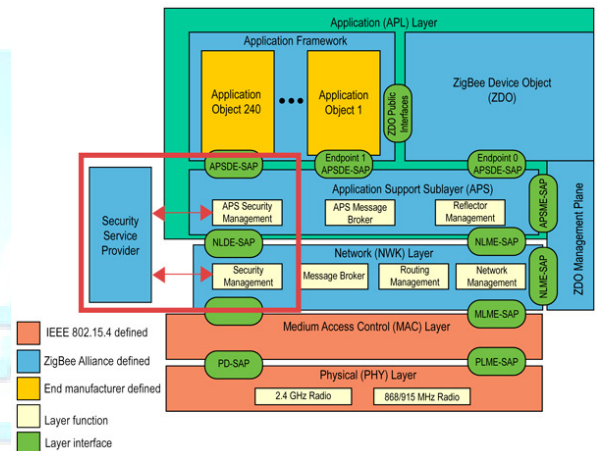 Application (APL) Layer
Application Framework
Application
Object 240
Application
Object 1
ZDO Public
Interfaces
ZigBee Device Object
(ZDO)
APSDE-SAP
Endpoint 1
APSDE-SAP
Endpoint 0
APSDE-SAP
Application Support Sublayer (APS)
APS Security
Management
APS Message
Broker
Reflector
Management
APSME-SAP
Security
Service
Provider
NLDE-SAP
NLME-SAP
Network (NWK) Layer
Security
Management
Message Broker
Routing
Management
Network
Management
NLME-SAP
ZDO Management Plane
MLME-SAP
Medium Access Control (MAC) Layer
PD-SAP
PLME-SAP
Physical (PHY) Layer
2.4 GHz Radio
868/915 MHz Radio
IEEE 802.15.4 defined
ZigBee Alliance defined
End manufacturer defined
Layer function
Layer interface